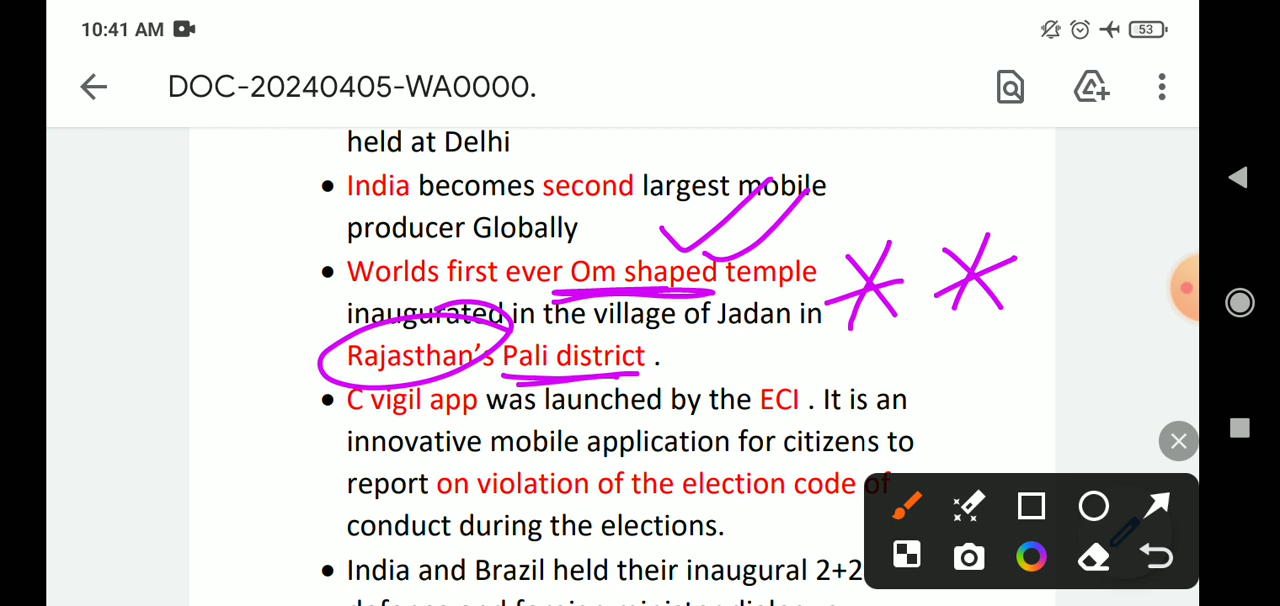 10:41 AM
53
DOC-20240405-WA0000.
held at Delhi
• India becomes second largest mobile
producer Globally
• Worlds first ever Om shaped temple
inaugurated in the village of Jadan in
Rajasthan's Pali district .
• C vigil app was launched by the ECI . It is an
innovative mobile application for citizens to
report on violation of the election code of
conduct during the elections.
• India and Brazil held their inaugural 2+2